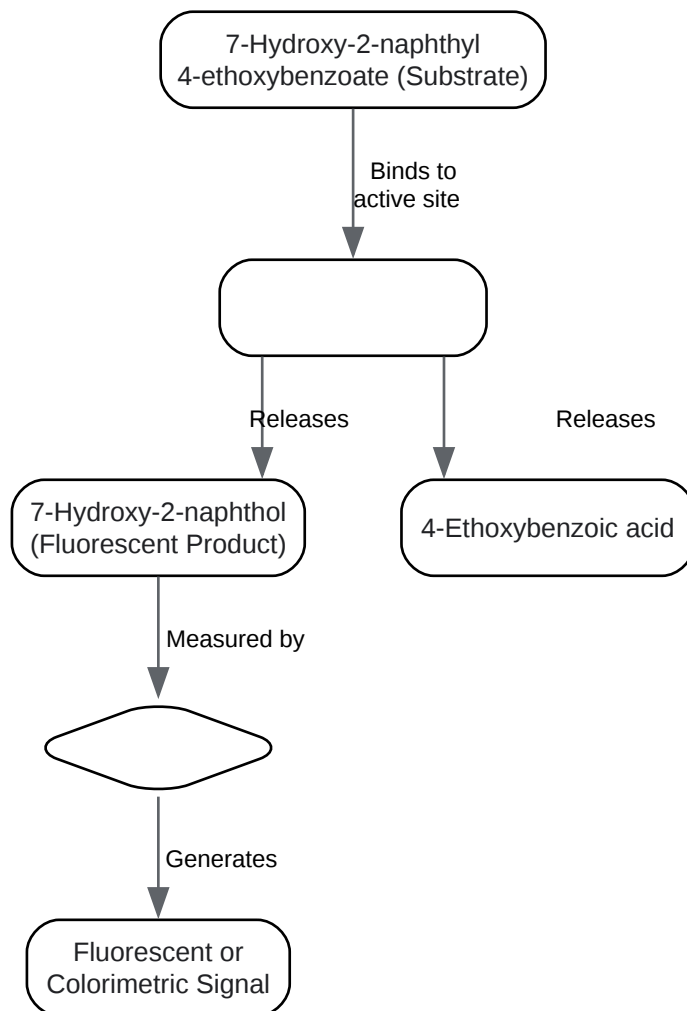 7-Hydroxy-2-naphthyl
4-ethoxybenzoate (Substrate)
Binds to
active site
Releases
Releases
7-Hydroxy-2-naphthol
(Fluorescent Product)
4-Ethoxybenzoic acid
Measured by
Generates
Fluorescent or
Colorimetric Signal